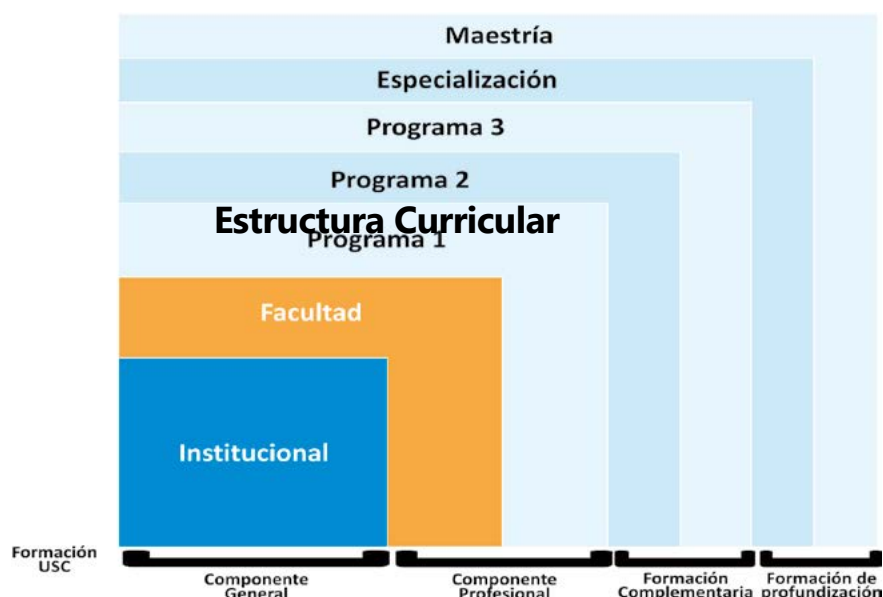 Maestría
Especialización
Programa 3
Programa 2
Estructura Curricular
Programa 1
Facultad
Institucional
Formación
USC
Componente
General
Componente
Profesional
Formación
Complementaria
Formación de
profundización